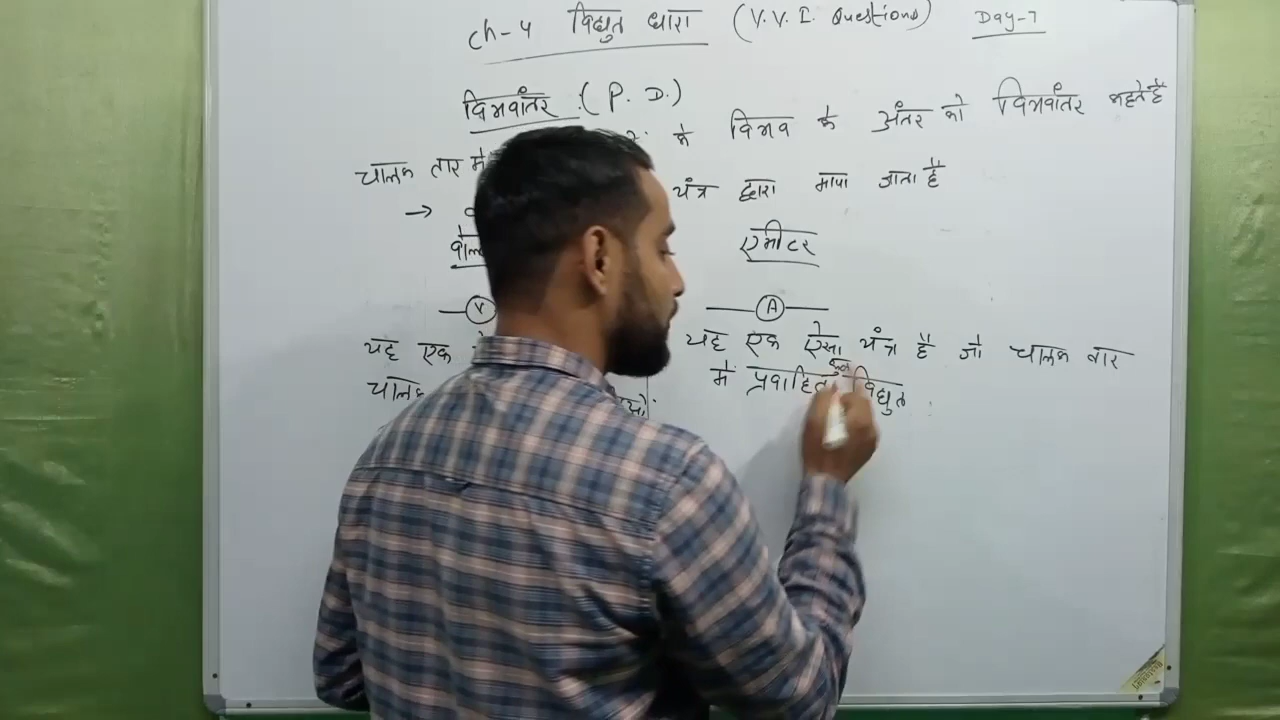 Ch-4 विद्युत धारा (V.V.I. Questions) Day-7
विभवांतर (P.D.)
के विभव के अंतर को विभवांतर कहते है
चालक तार में यंत्र द्वारा मापा जाता है
→
एमीटर
V A
यह एक यह एक ऐसा यंत्र है जो चालक तार
कुल
चालक में प्रवाहित विद्युत